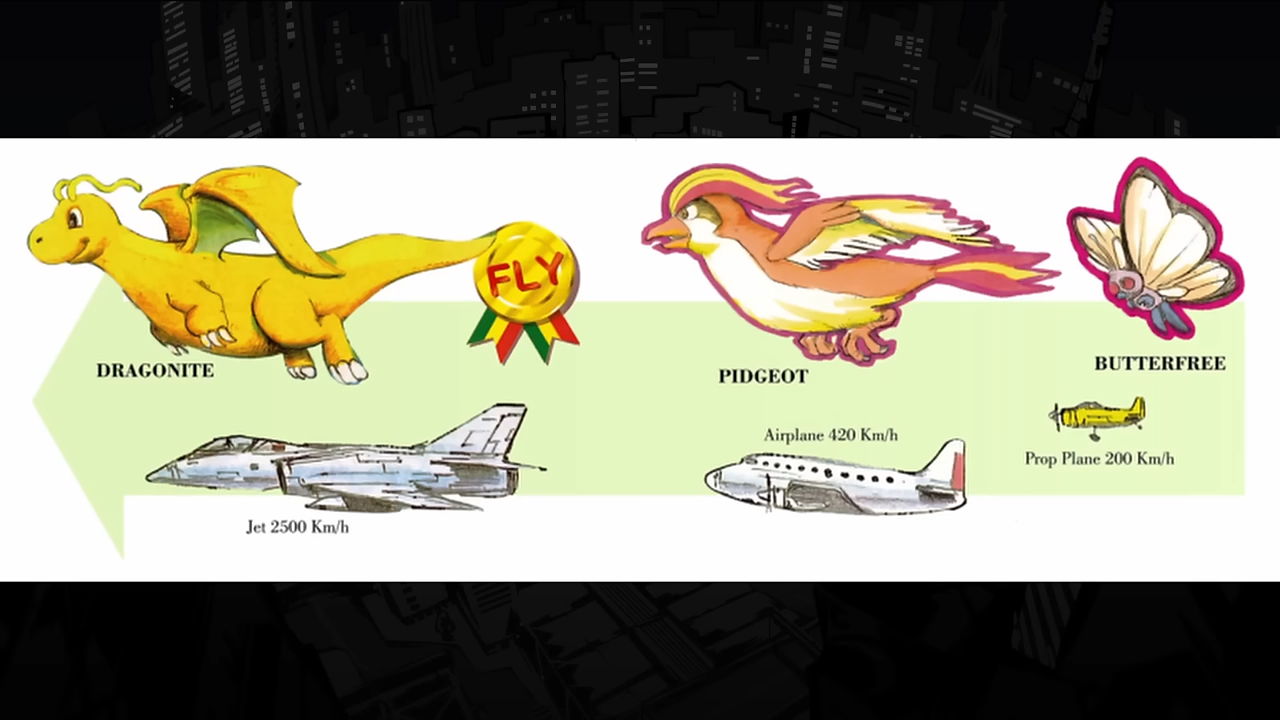 FLY
DRAGONITE
PIDGEOT
BUTTERFREE
Airplane 420 Km/h
Prop Plane 200 Km/h
Jet 2500 Km/h